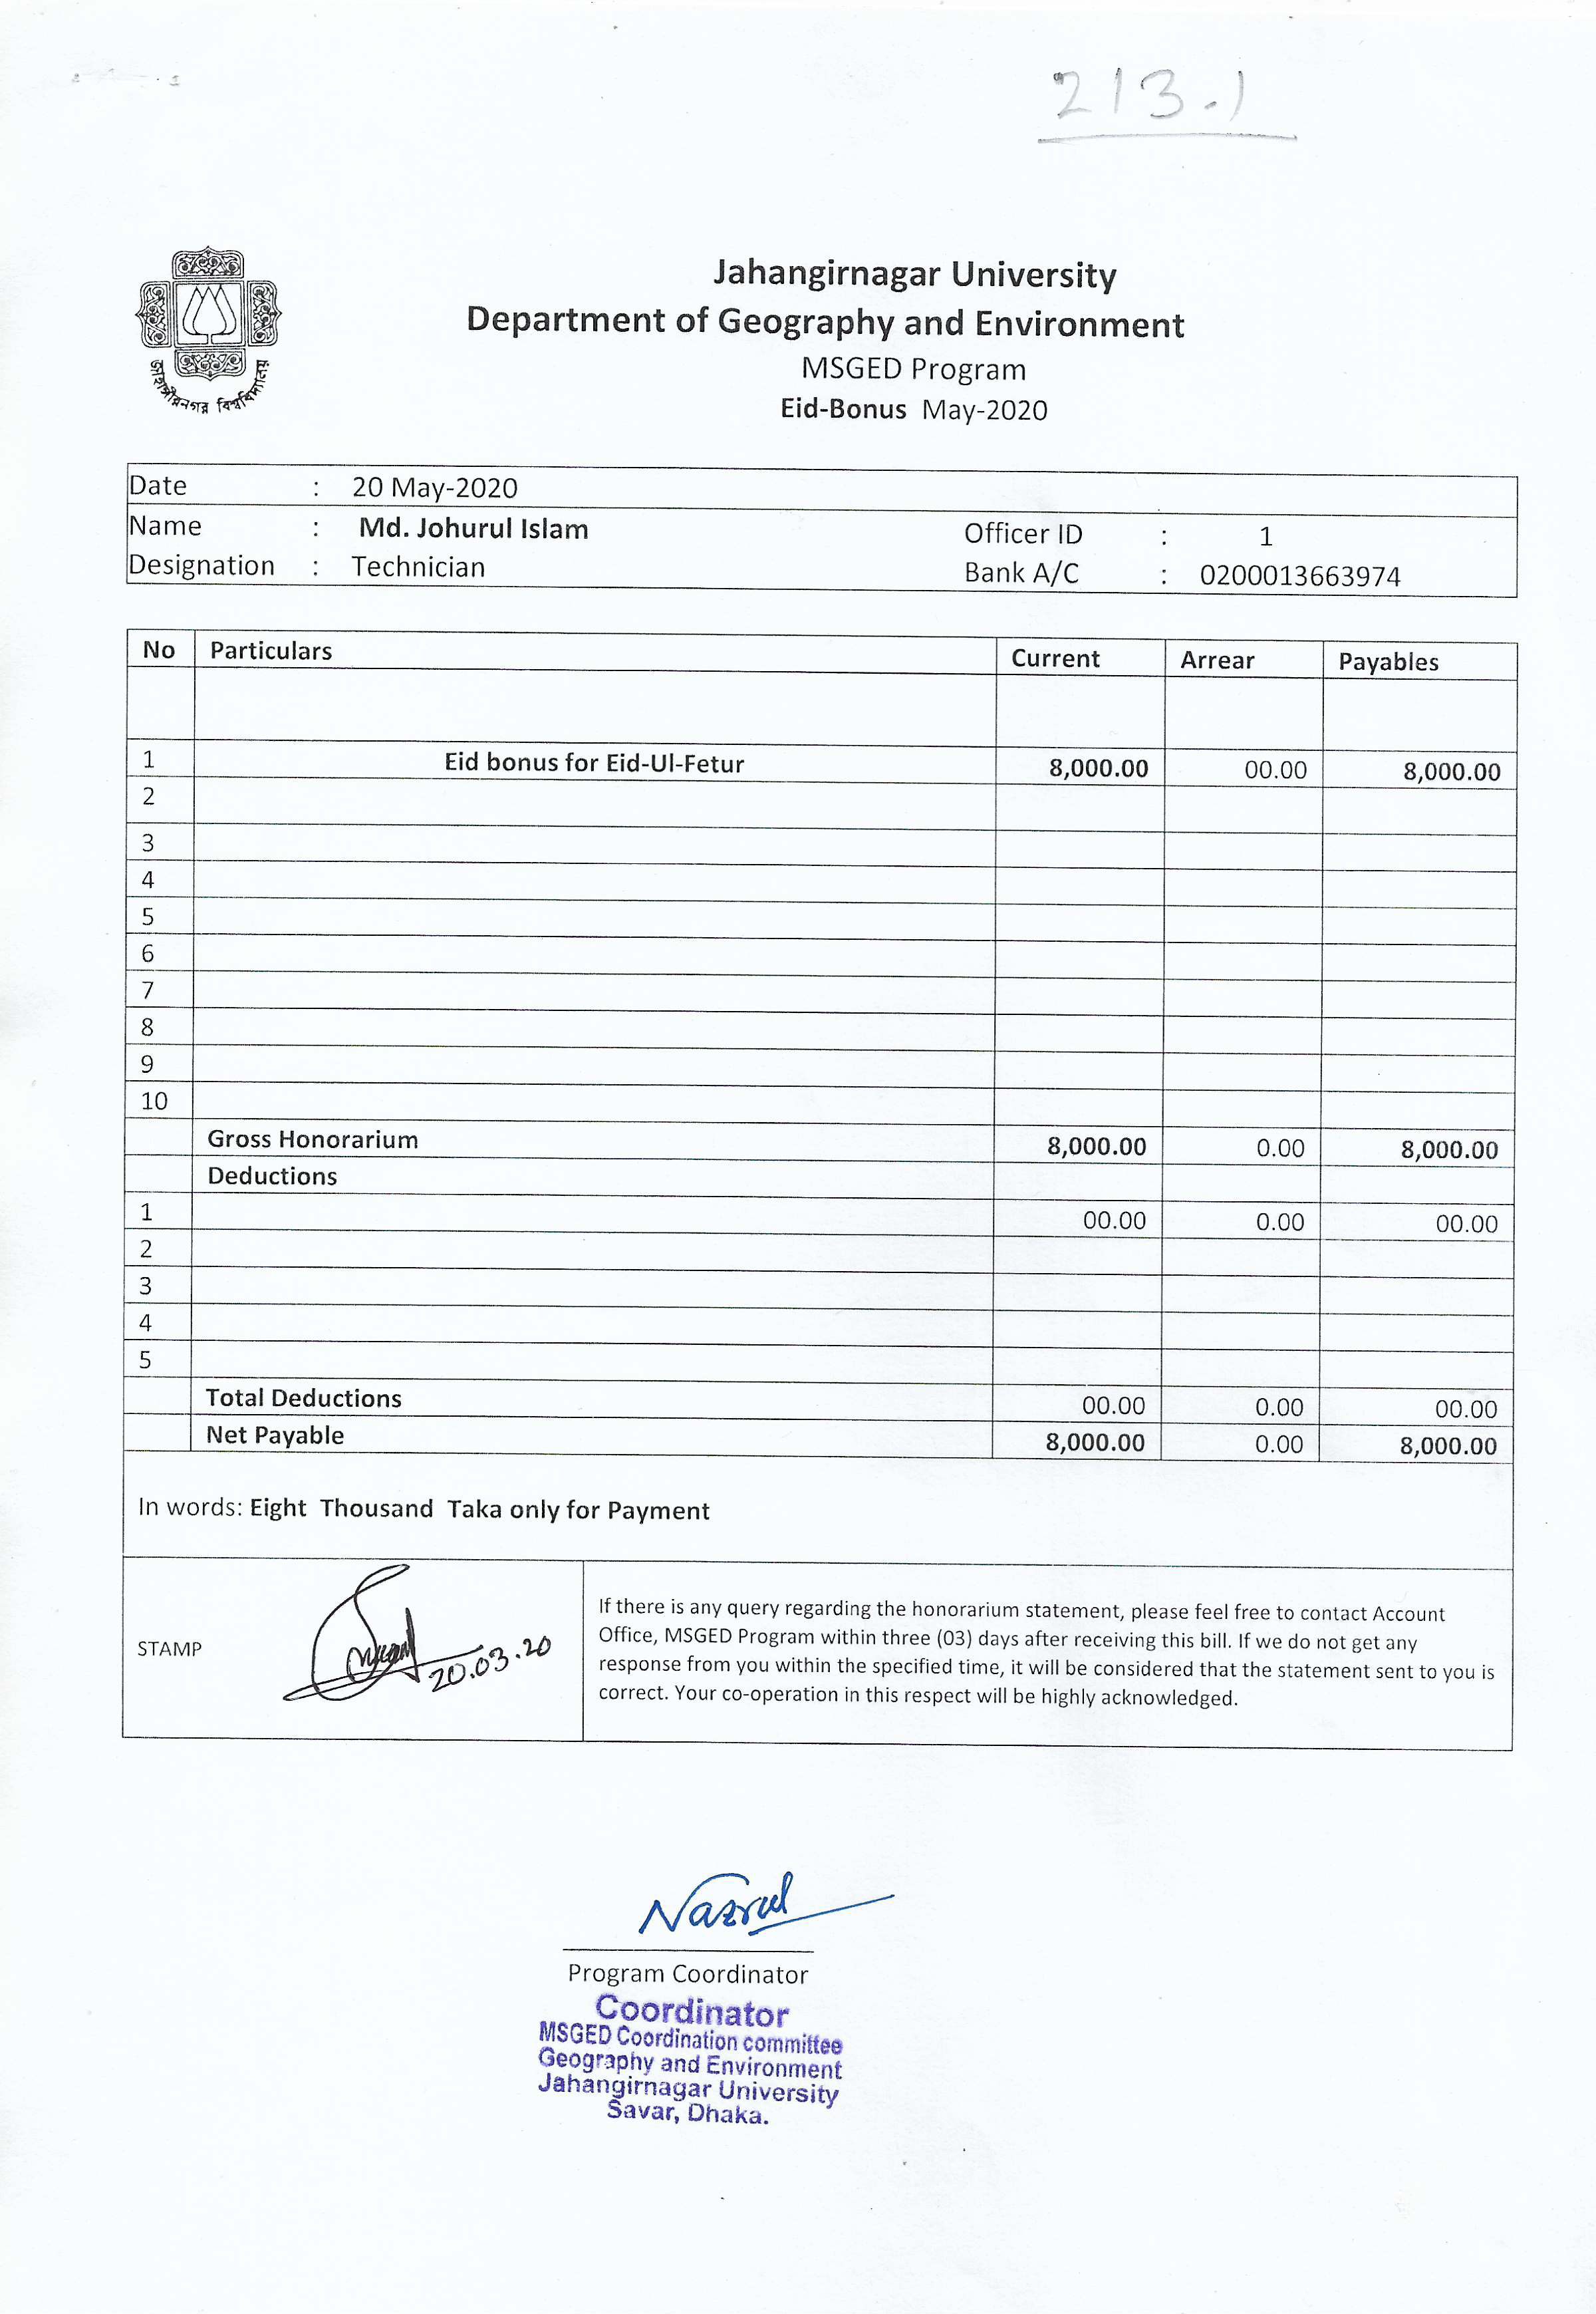 213.1
জাহাঙ্গীরনগর বিশ্ববিদ্যালয়
Jahangirnagar University
Department of Geography and Environment
MSGED Program
Eid-Bonus May-2020
Date : 20 May-2020
Name : Md. Johurul Islam Officer ID : 1
Designation : Technician Bank A/C : 0200013663974
No Particulars Current Arrear Payables
1 Eid bonus for Eid-Ul-Fetur 8,000.00 00.00 8,000.00
2
3
4
5
6
7
8
9
10
Gross Honorarium 8,000.00 0.00 8,000.00
Deductions
1 00.00 0.00 00.00
2
3
4
5
Total Deductions 00.00 0.00 00.00
Net Payable 8,000.00 0.00 8,000.00
In words: Eight Thousand Taka only for Payment
STAMP
20.03.20
If there is any query regarding the honorarium statement, please feel free to contact Account
Office, MSGED Program within three (03) days after receiving this bill. If we do not get any
response from you within the specified time, it will be considered that the statement sent to you is
correct. Your co-operation in this respect will be highly acknowledged.
Nazrul
Program Coordinator
Coordinator
MSGED Coordination committee
Geography and Environment
Jahangirnagar University
Savar, Dhaka.